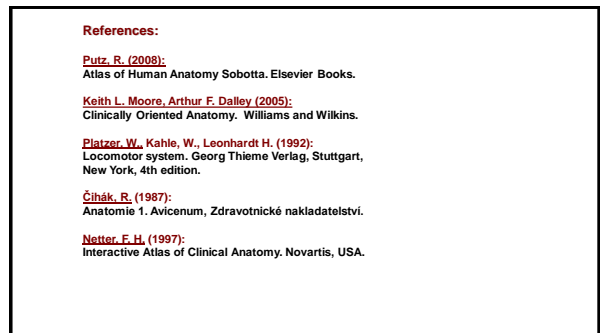 References:
Putz, R. (2008):
Atlas of Human Anatomy Sobotta. Elsevier Books.
Keith L. Moore, Arthur F. Dalley (2005):
Clinically Oriented Anatomy. Williams and Wilkins.
Platzer, W., Kahle, W., Leonhardt H. (1992):
Locomotor system. Georg Thieme Verlag, Stuttgart,
New York, 4th edition.
Čihák, R. (1987):
Anatomie 1. Avicenum, Zdravotnické nakladatelství.
Netter, F. H. (1997):
Interactive Atlas of Clinical Anatomy. Novartis, USA.